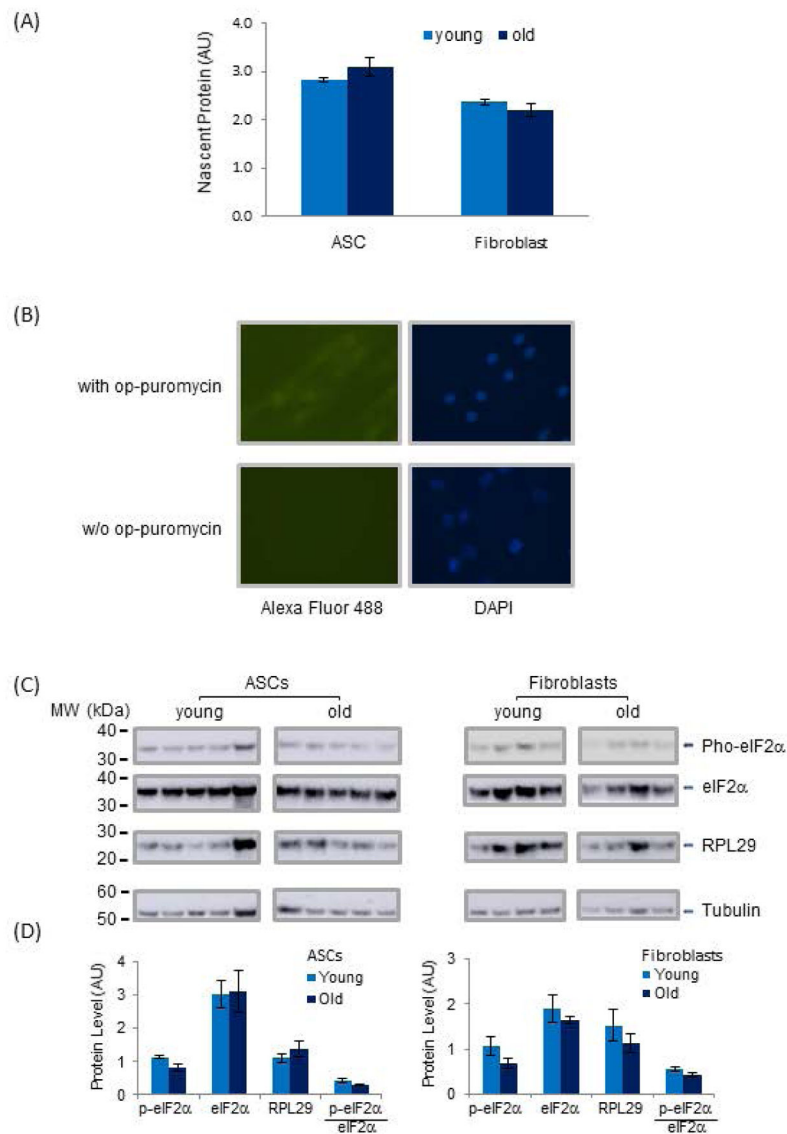 (A)
Nascent Protein (AU)
4.0
3.0
2.0
1.0
0.0
young
old
ASC
Fibroblast
(B)
with op-puromycin
w/o op-puromycin
Alexa Fluor 488
DAPI
(C)
ASCs
Fibroblasts
MW (kDa)
young
old
young
old
40
30
Pho-eIF2α
40
30
eIF2α
30
20
RPL29
60
50
Tubulin
(D)
Protein Level (AU)
4
3
2
1
0
ASCs
Young
Old
p-eIF2α
eIF2α
RPL29
p-eIF2α
eIF2α
Protein Level (AU)
3
2
1
0
Fibroblasts
Young
Old
p-eIF2α
eIF2α
RPL29
p-eIF2α
eIF2α